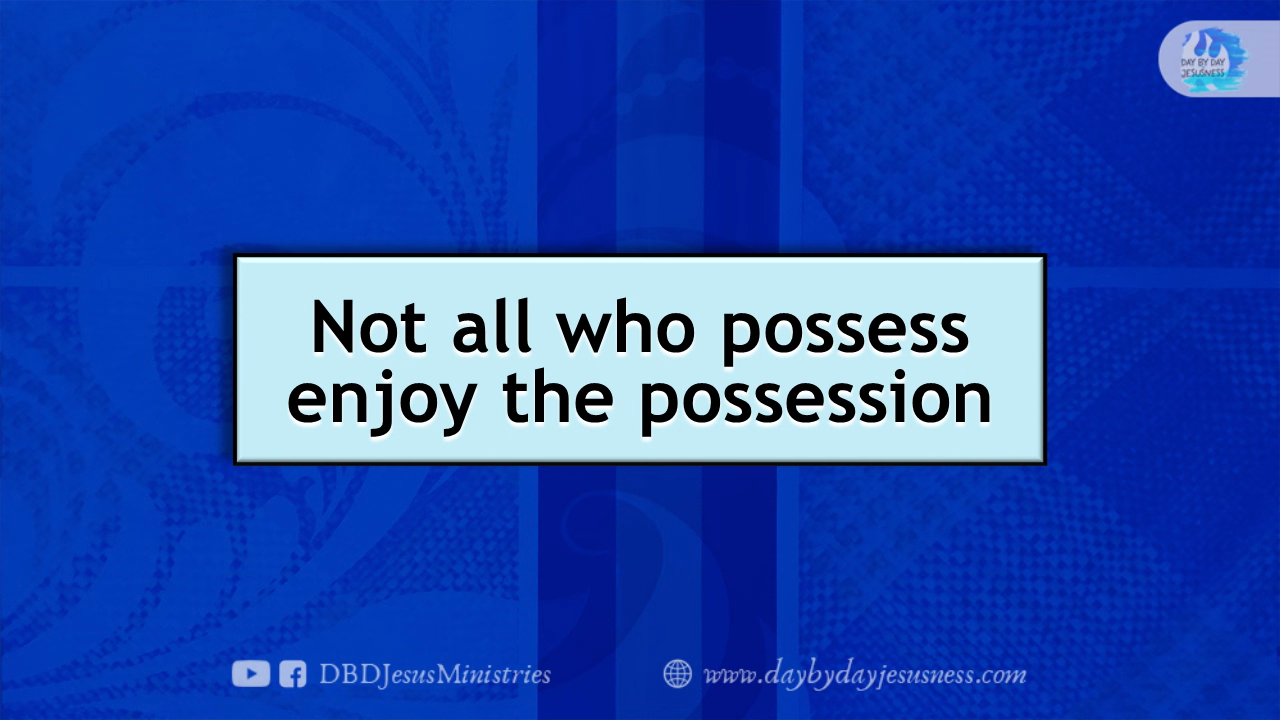 DAY BY DAY
JESUSNESS
Not all who possess
enjoy the possession
DBDJesusMinistries
www.daybydayjesusness.com